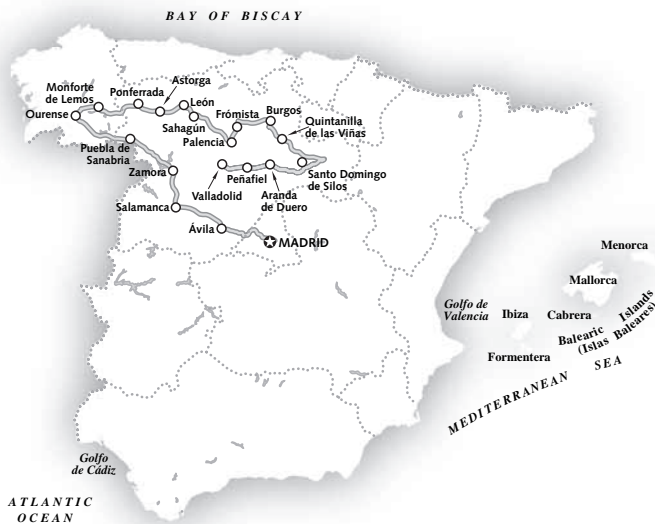 BAY OF BISCAY
Monforte
de Lemos
Ponferrada
Astorga
León
Ourense
Sahagún
Frómista
Burgos
Palencia
Quintanilla
de las Viñas
Puebla de
Sanabria
Zamora
Valladolid
Peñafiel
Aranda
de Duero
Santo Domingo
de Silos
Salamanca
Ávila
MADRID
Menorca
Mallorca
Golfo de
Valencia
Ibiza
Cabrera
Balearic Islands
(Islas Baleares)
Formentera
MEDITERRANEAN SEA
Golfo
de Cádiz
ATLANTIC
OCEAN